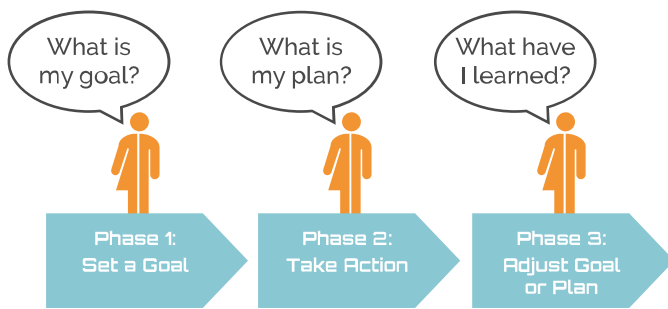 What is
my goal?
What is
my plan?
What have
I learned?
Phase 1:
Set a Goal
Phase 2:
Take Action
Phase 3:
Adjust Goal
or Plan